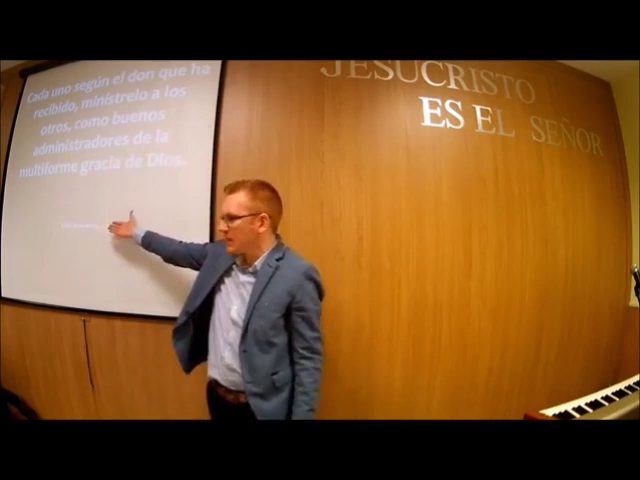 Cada uno según el don que ha
recibido, minístrelo a los
otros, como buenos
administradores de la
multiforme gracia de Dios.
JESUCRISTO
ES EL SEÑOR